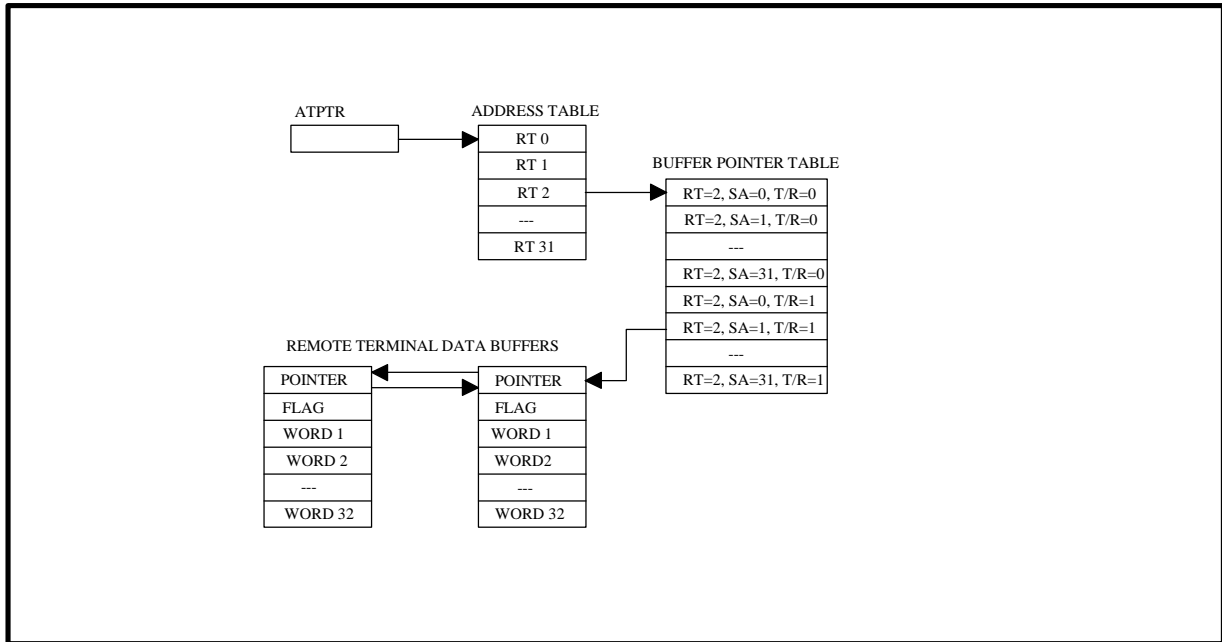 ATPTR
ADDRESS TABLE
RT 0
RT 1
RT 2
---
RT 31
BUFFER POINTER TABLE
RT=2, SA=0, T/R=0
RT=2, SA=1, T/R=0
---
RT=2, SA=31, T/R=0
RT=2, SA=0, T/R=1
RT=2, SA=1, T/R=1
---
RT=2, SA=31, T/R=1
REMOTE TERMINAL DATA BUFFERS
POINTER
FLAG
WORD 1
WORD 2
---
WORD 32
POINTER
FLAG
WORD 1
WORD2
---
WORD 32